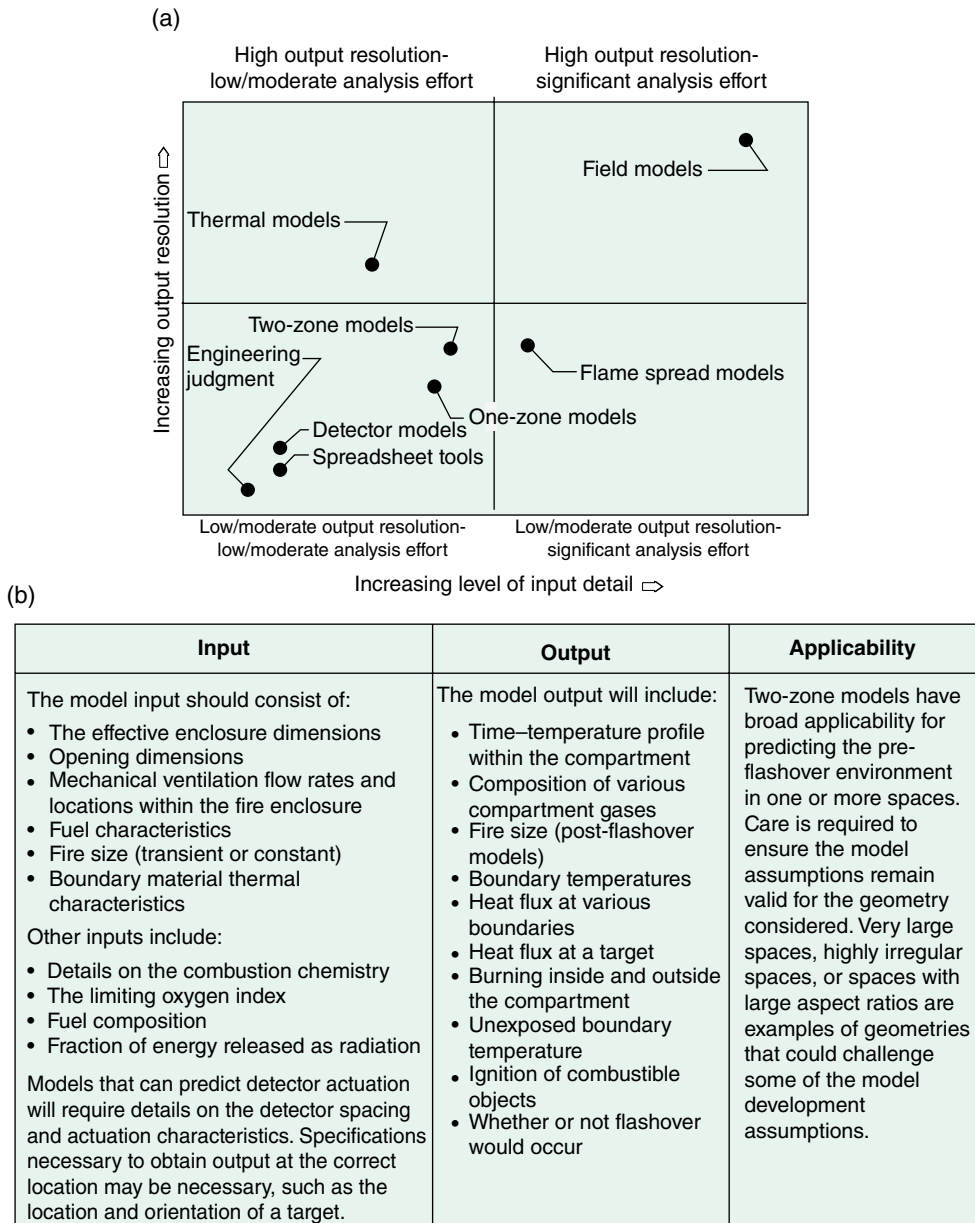 (a)
High output resolution-
low/moderate analysis effort
High output resolution-
significant analysis effort
Increasing output resolution ⇨
Field models
Thermal models
Two-zone models
Engineering
judgment
Flame spread models
One-zone models
Detector models
Spreadsheet tools
Low/moderate output resolution-
low/moderate analysis effort
Low/moderate output resolution-
significant analysis effort
Increasing level of input detail ⇨
(b)
Input
The model input should consist of:
• The effective enclosure dimensions
• Opening dimensions
• Mechanical ventilation flow rates and
locations within the fire enclosure
• Fuel characteristics
• Fire size (transient or constant)
• Boundary material thermal
characteristics
Other inputs include:
• Details on the combustion chemistry
• The limiting oxygen index
• Fuel composition
• Fraction of energy released as radiation
Models that can predict detector actuation
will require details on the detector spacing
and actuation characteristics. Specifications
necessary to obtain output at the correct
location may be necessary, such as the
location and orientation of a target.
Output
The model output will include:
• Time–temperature profile
within the compartment
• Composition of various
compartment gases
• Fire size (post-flashover
models)
• Boundary temperatures
• Heat flux at various
boundaries
• Heat flux at a target
• Burning inside and outside
the compartment
• Unexposed boundary
temperature
• Ignition of combustible
objects
• Whether or not flashover
would occur
Applicability
Two-zone models have
broad applicability for
predicting the pre-
flashover environment
in one or more spaces.
Care is required to
ensure the model
assumptions remain
valid for the geometry
considered. Very large
spaces, highly irregular
spaces, or spaces with
large aspect ratios are
examples of geometries
that could challenge
some of the model
development
assumptions.